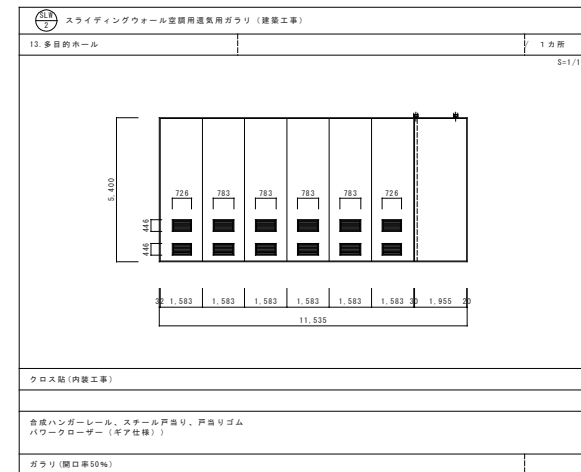 SLW
2
スライディングウォール空調用還気用ガラリ（建築工事）
13.多目的ホール
/ 1カ所
S=1/1
5,400
726 783 783 783 783 726
446
446
32 1,583 1,583 1,583 1,583 1,583 1,583 30 1,955 20
11,535
クロス貼(内装工事)
合成ハンガーレール、スチール戸当り、戸当りゴム
パワークローザー（ギア仕様））
ガラリ(開口率50%)